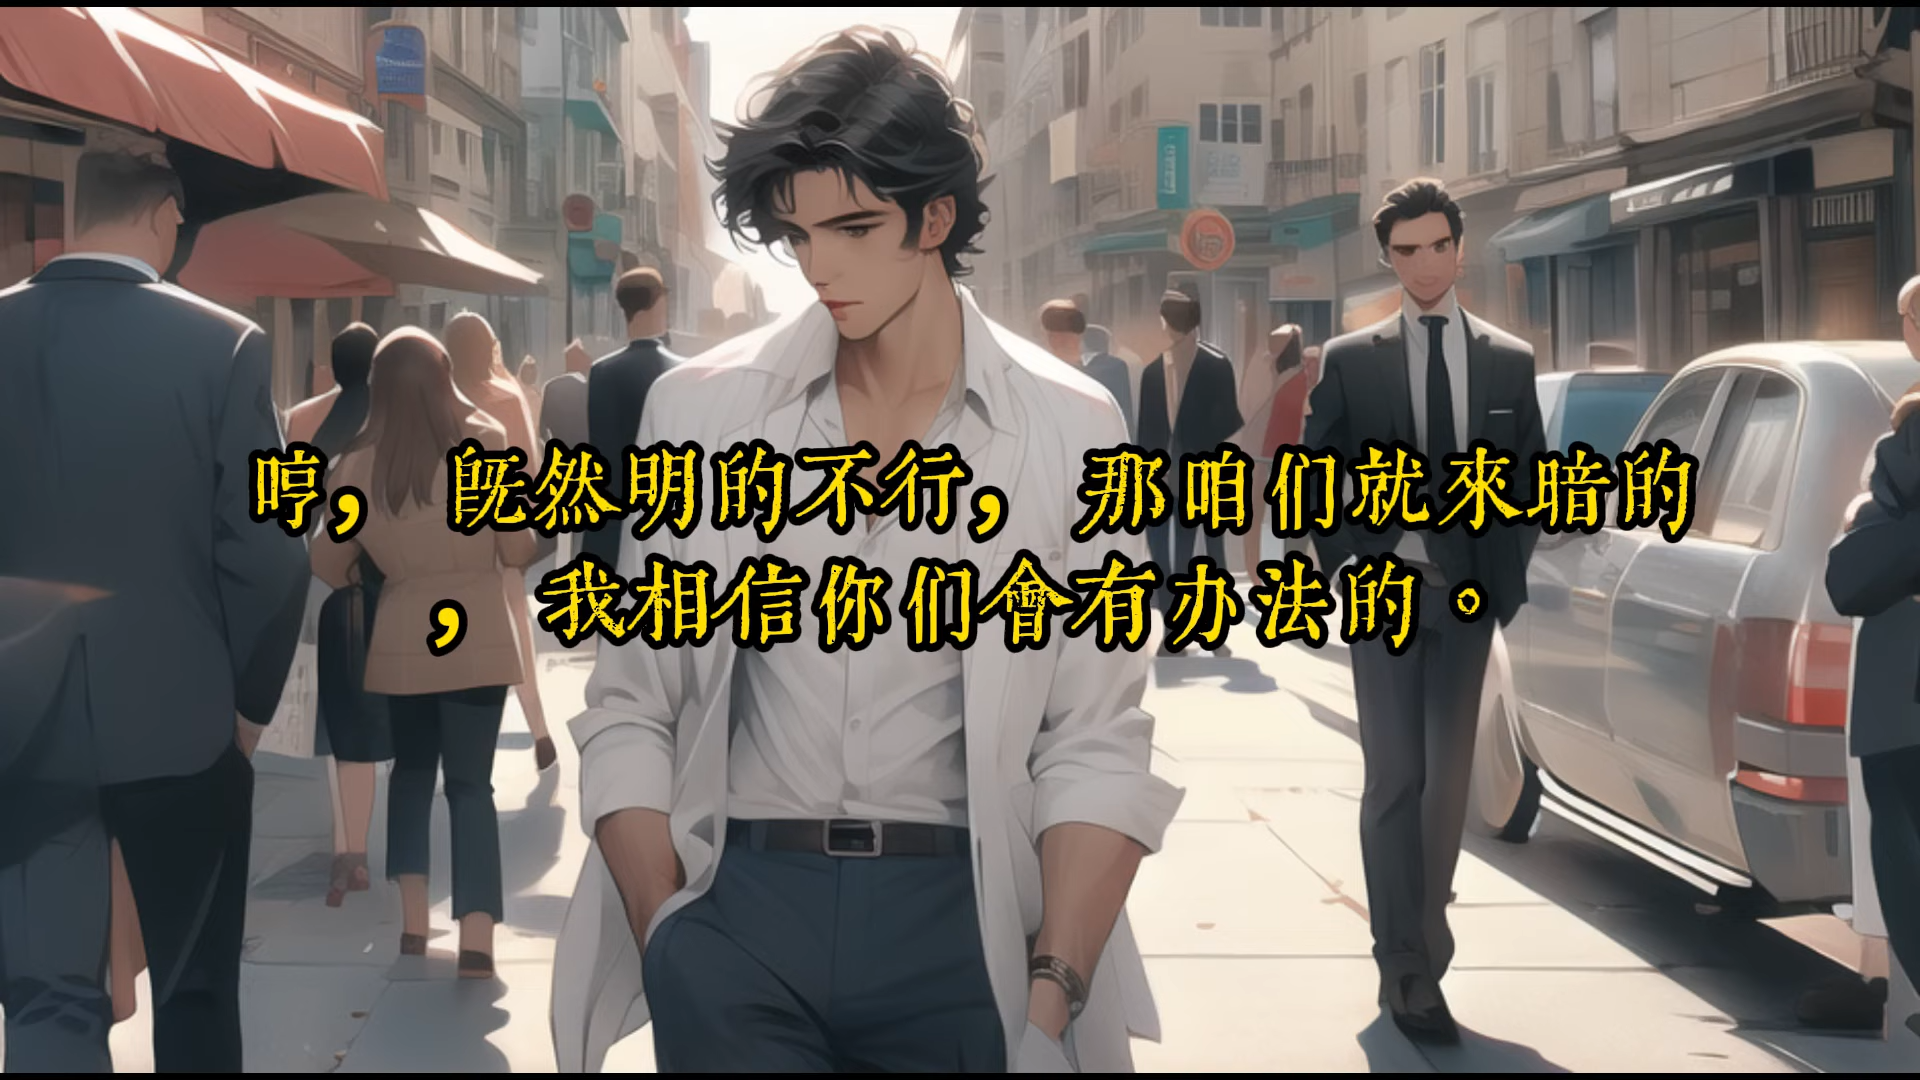 哼， 既然明的不行， 那咱们就來暗的
， 我相信你们會有办法的。